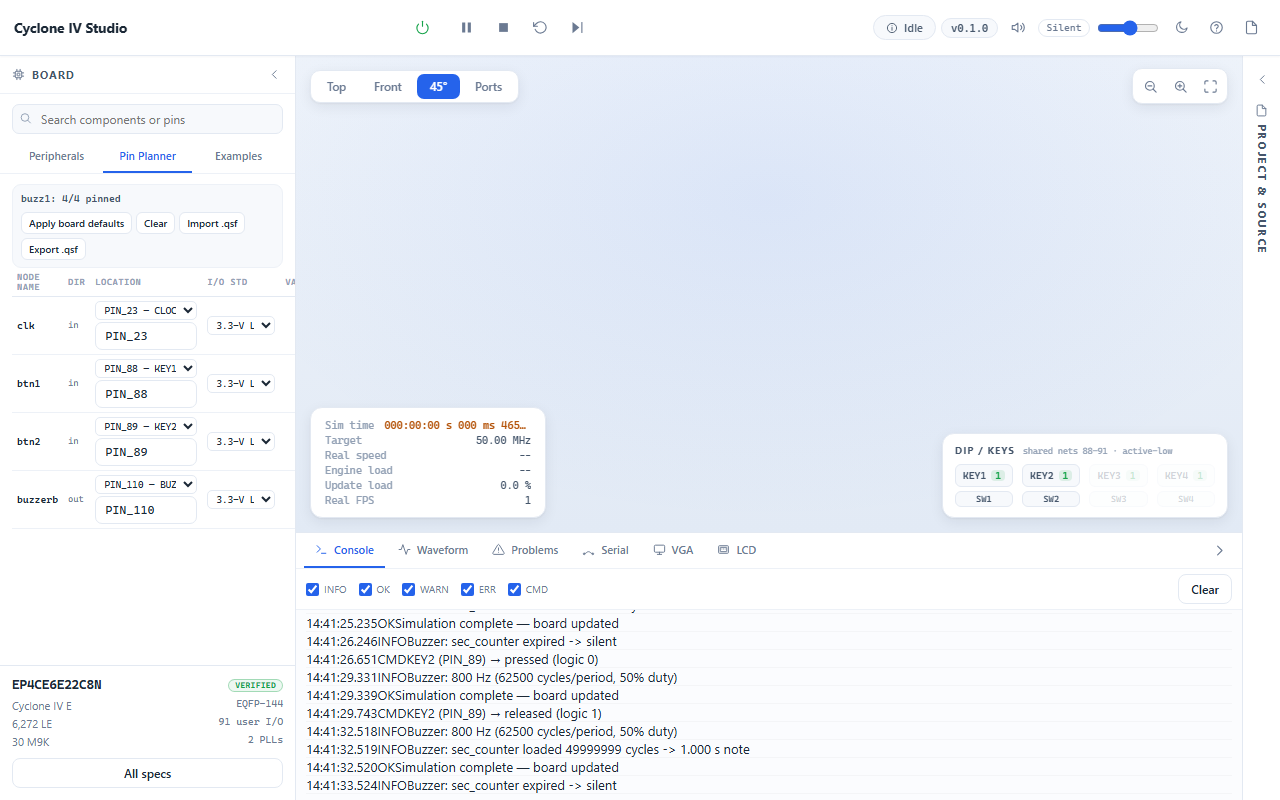 Cyclone IV Studio
Idle
v0.1.0
Silent
BOARD
Search components or pins
Peripherals
Pin Planner
Examples
buzz1: 4/4 pinned
Apply board defaults
Clear
Import .qsf
Export .qsf
NODE NAME
DIR
LOCATION
I/O STD
VA
clk
in
PIN_23 — CLOC
PIN_23
3.3-V L
btn1
in
PIN_88 — KEY1
PIN_88
3.3-V L
btn2
in
PIN_89 — KEY2
PIN_89
3.3-V L
buzzerb
out
PIN_110 — BUZ
PIN_110
3.3-V L
EP4CE6E22C8N
VERIFIED
Cyclone IV E
EQFP-144
6,272 LE
91 user I/O
30 M9K
2 PLLs
All specs
Top
Front
45°
Ports
Sim time 000:00:00 s 000 ms 465…
Target 50.00 MHz
Real speed --
Engine load --
Update load 0.0 %
Real FPS 1
DIP / KEYS shared nets 88-91 · active-low
KEY1 1
KEY2 1
KEY3 1
KEY4 1
SW1
SW2
SW3
SW4
PROJECT & SOURCE
Console
Waveform
Problems
Serial
VGA
LCD
INFO
OK
WARN
ERR
CMD
Clear
14:41:25.235OKSimulation complete — board updated
14:41:26.246INFOBuzzer: sec_counter expired -> silent
14:41:26.651CMDKEY2 (PIN_89) → pressed (logic 0)
14:41:29.331INFOBuzzer: 800 Hz (62500 cycles/period, 50% duty)
14:41:29.339OKSimulation complete — board updated
14:41:29.743CMDKEY2 (PIN_89) → released (logic 1)
14:41:32.518INFOBuzzer: 800 Hz (62500 cycles/period, 50% duty)
14:41:32.519INFOBuzzer: sec_counter loaded 49999999 cycles -> 1.000 s note
14:41:32.520OKSimulation complete — board updated
14:41:33.524INFOBuzzer: sec_counter expired -> silent